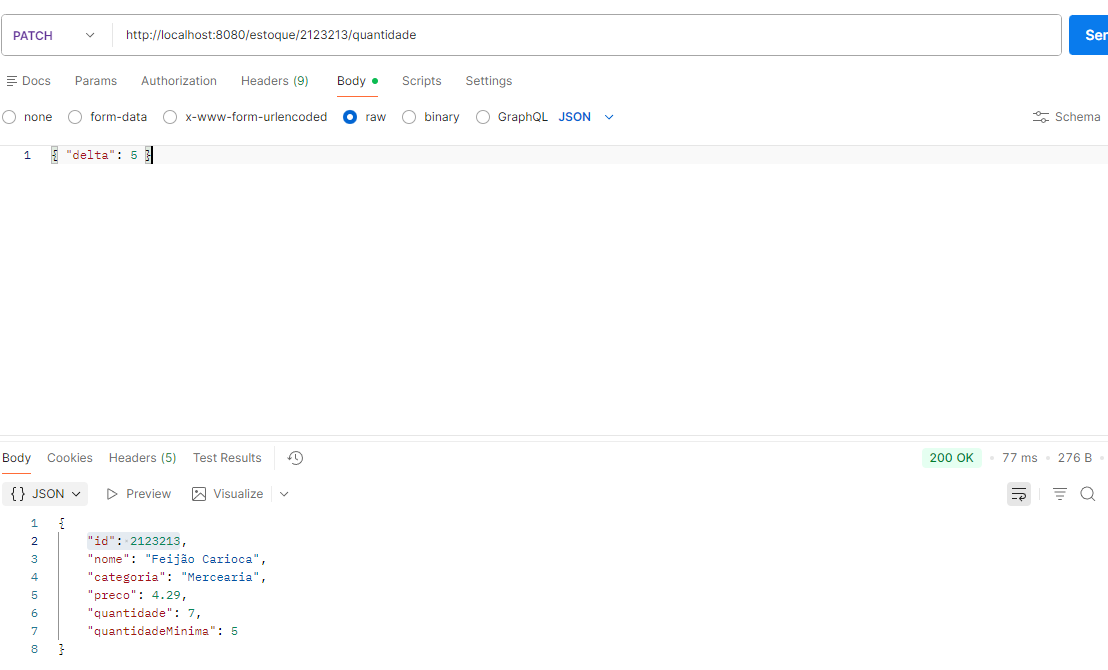 PATCH http://localhost:8080/estoque/2123213/quantidade
Docs Params Authorization Headers (9) Body Scripts Settings
none form-data x-www-form-urlencoded raw binary GraphQL JSON Schema
1 { "delta": 5 }
Body Cookies Headers (5) Test Results 200 OK 77 ms 276 B
{} JSON Preview Visualize
1 {
2 "id": 2123213,
3 "nome": "Feijão Carioca",
4 "categoria": "Mercearia",
5 "preco": 4.29,
6 "quantidade": 7,
7 "quantidadeMinima": 5
8 }